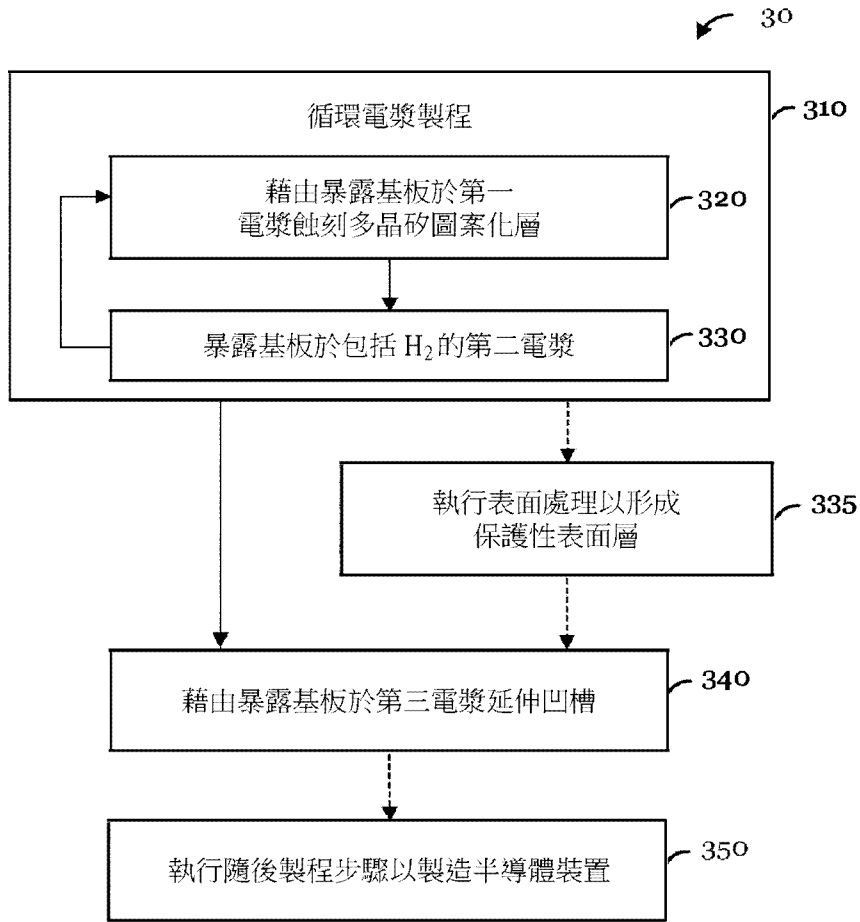 30
循環電漿製程
310
藉由暴露基板於第一
電漿蝕刻多晶矽圖案化層
320
暴露基板於包括 H₂ 的第二電漿
330
執行表面處理以形成
保護性表面層
335
藉由暴露基板於第三電漿延伸凹槽
340
執行隨後製程步驟以製造半導體裝置
350